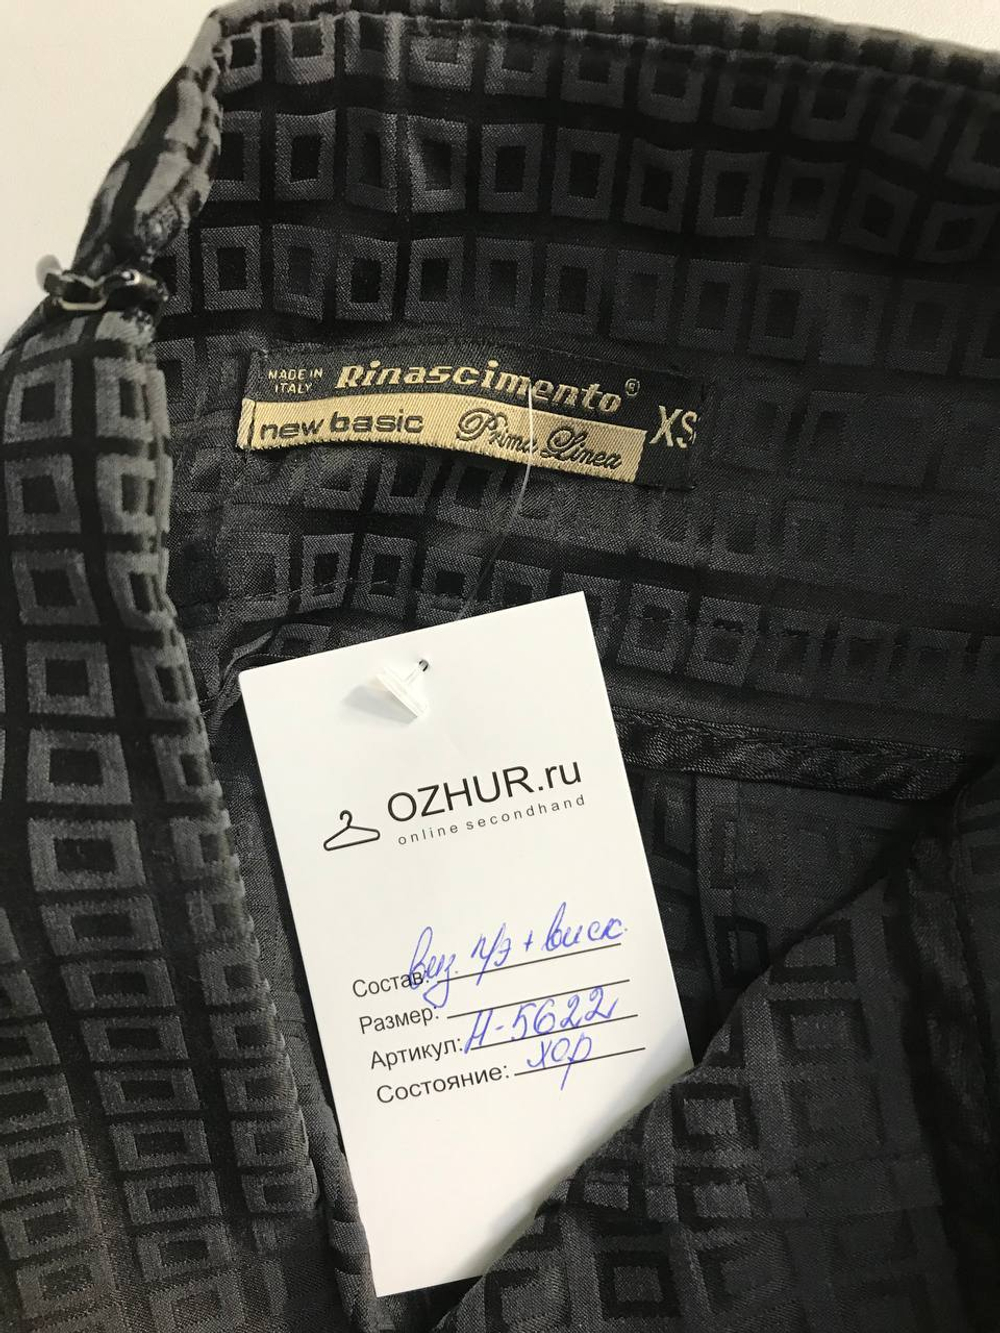 MADE IN
ITALY
Rinascimento®
new basic Prima Linea
XS
OZHUR.ru
online secondhand
Состав: виз. п/э + виск.
Размер:
Артикул: Н-5622
Состояние: хор